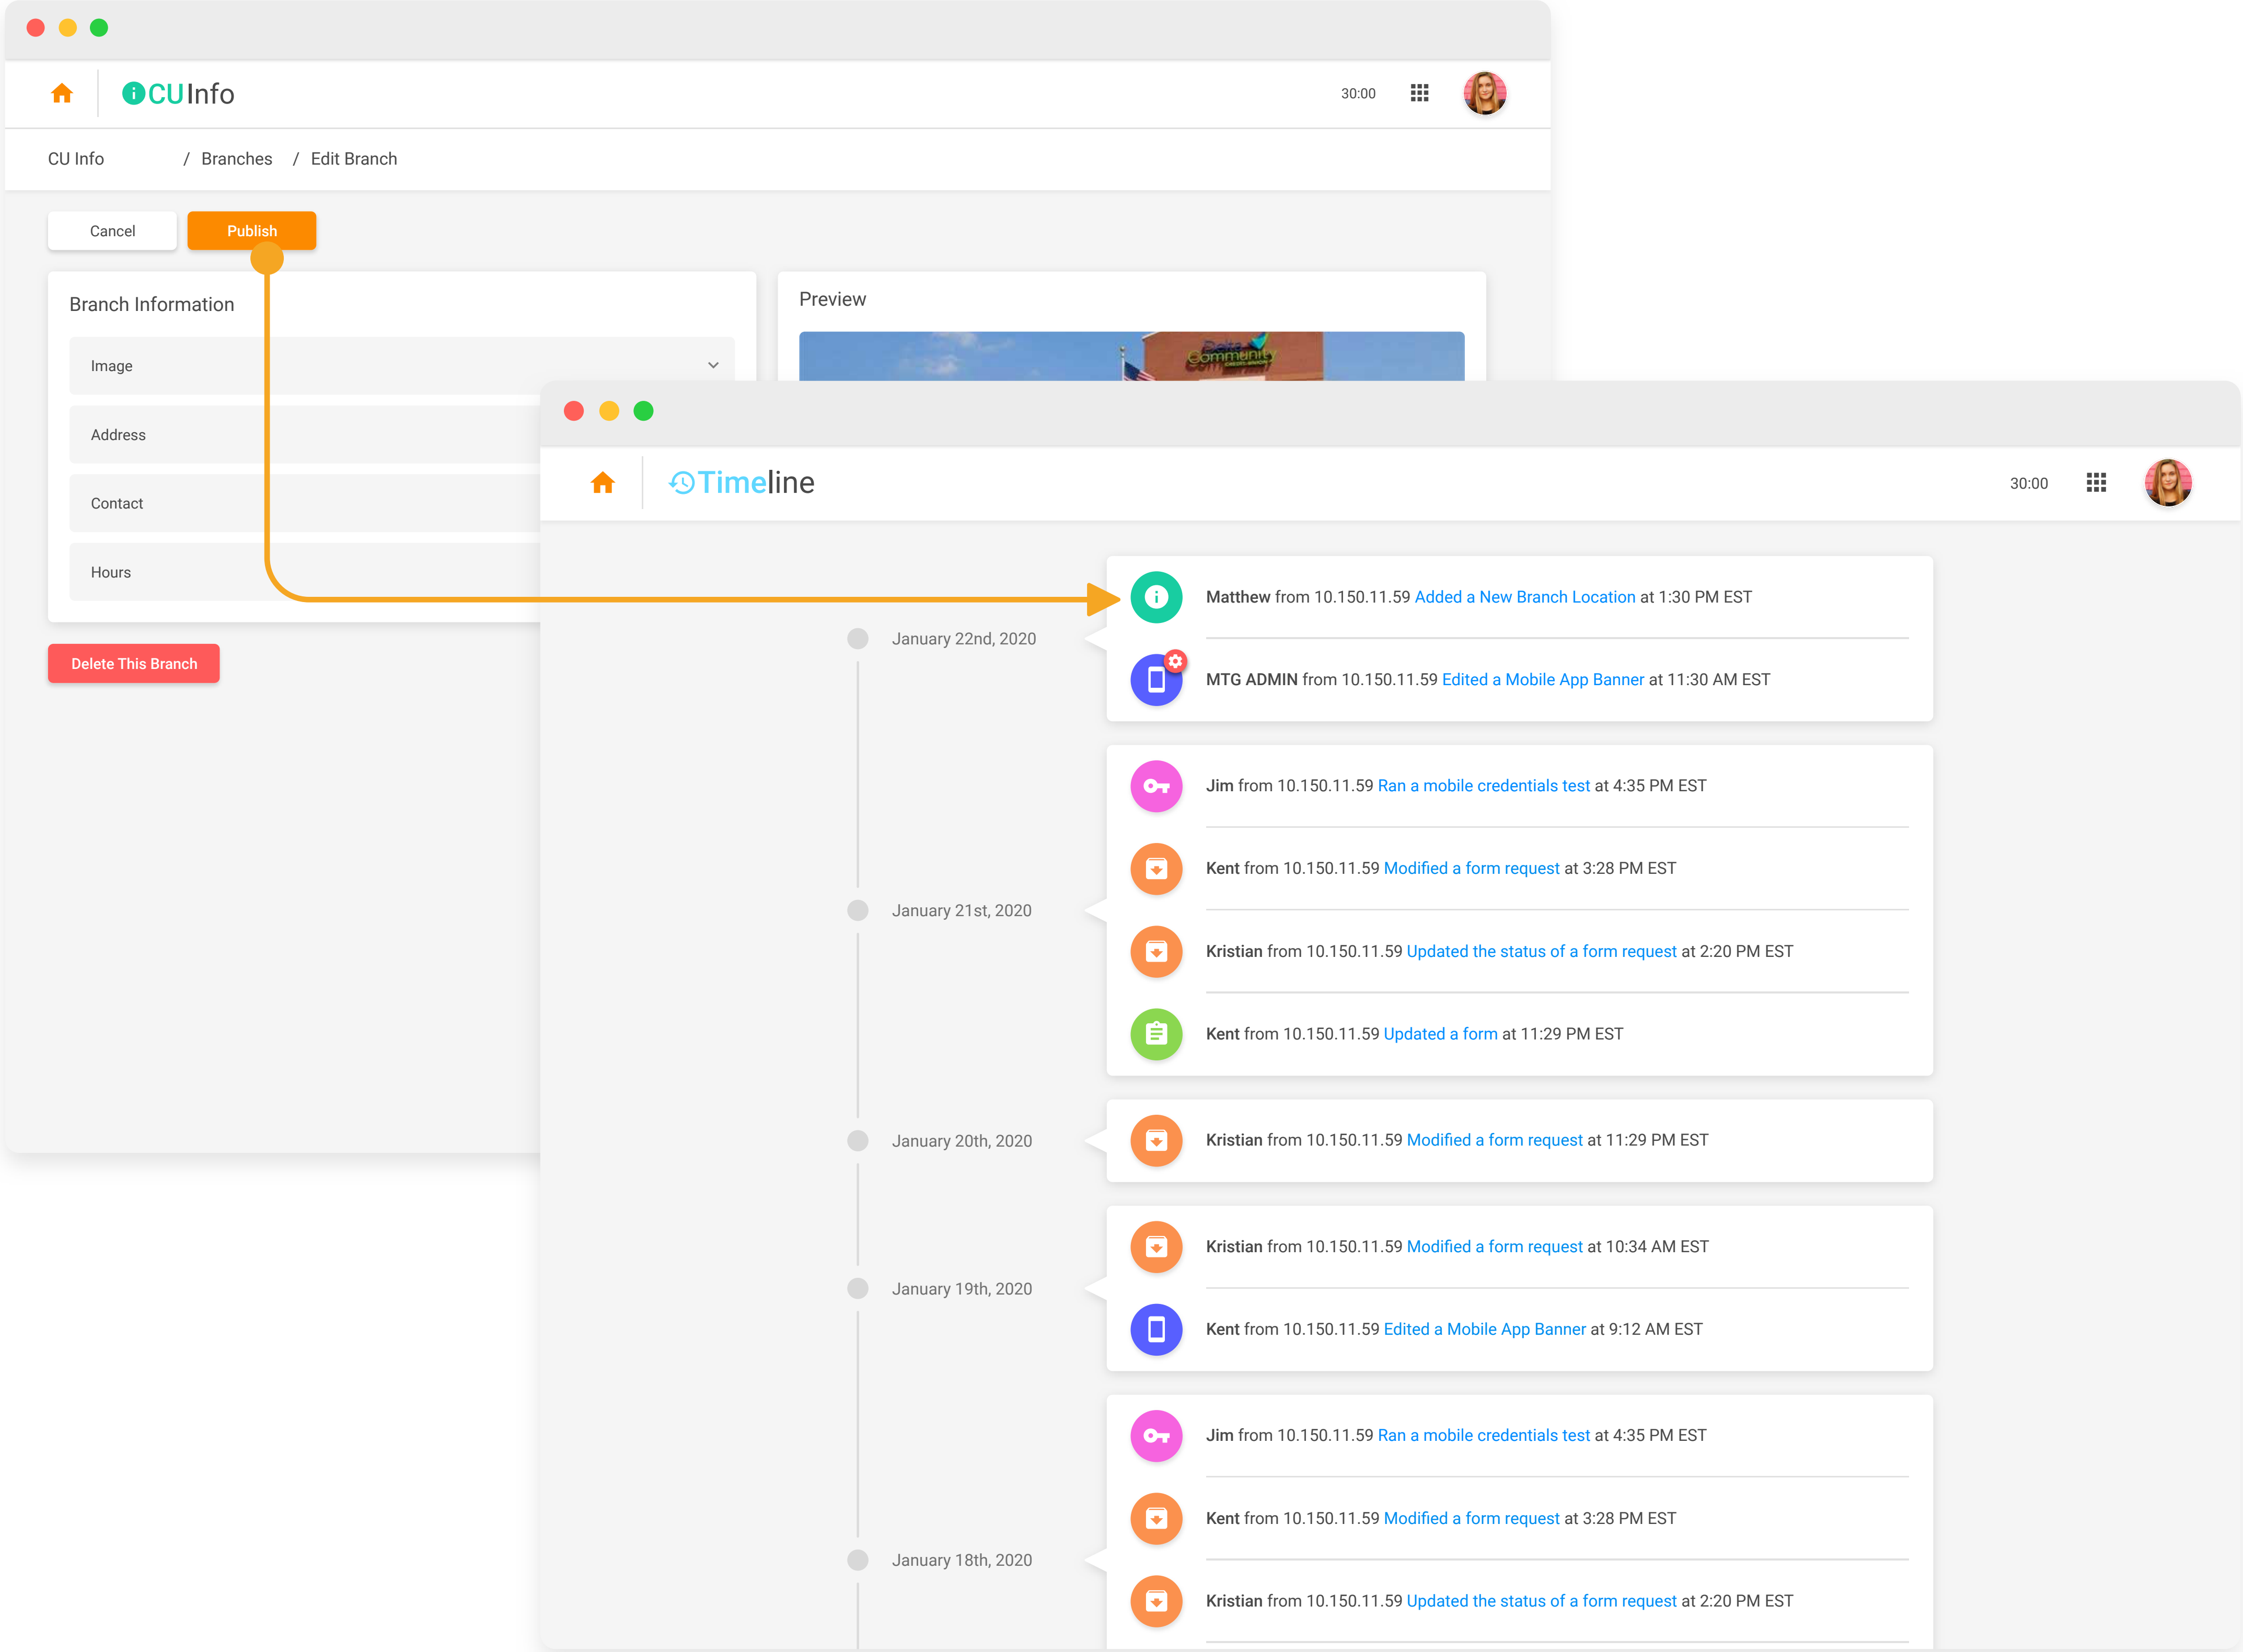 CUInfo
30:00
CU Info / Branches / Edit Branch
Cancel
Publish
Branch Information
Image
Address
Contact
Hours
Delete This Branch
Preview
Delta
Community
CREDIT UNION
Timeline
30:00
January 22nd, 2020
Matthew from 10.150.11.59 Added a New Branch Location at 1:30 PM EST
MTG ADMIN from 10.150.11.59 Edited a Mobile App Banner at 11:30 AM EST
January 21st, 2020
Jim from 10.150.11.59 Ran a mobile credentials test at 4:35 PM EST
Kent from 10.150.11.59 Modified a form request at 3:28 PM EST
Kristian from 10.150.11.59 Updated the status of a form request at 2:20 PM EST
Kent from 10.150.11.59 Updated a form at 11:29 PM EST
January 20th, 2020
Kristian from 10.150.11.59 Modified a form request at 11:29 PM EST
January 19th, 2020
Kristian from 10.150.11.59 Modified a form request at 10:34 AM EST
Kent from 10.150.11.59 Edited a Mobile App Banner at 9:12 AM EST
January 18th, 2020
Jim from 10.150.11.59 Ran a mobile credentials test at 4:35 PM EST
Kent from 10.150.11.59 Modified a form request at 3:28 PM EST
Kristian from 10.150.11.59 Updated the status of a form request at 2:20 PM EST